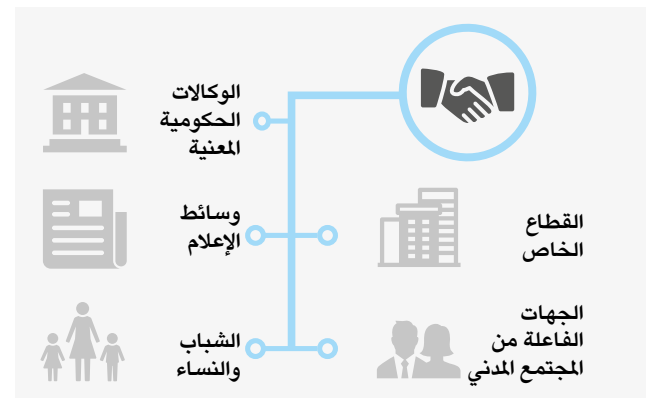 الوكالات
الحكومية
المعنية
القطاع
الخاص
وسائط
الإعلام
الجهات
الفاعلة من
المجتمع المدني
الشباب
والنساء